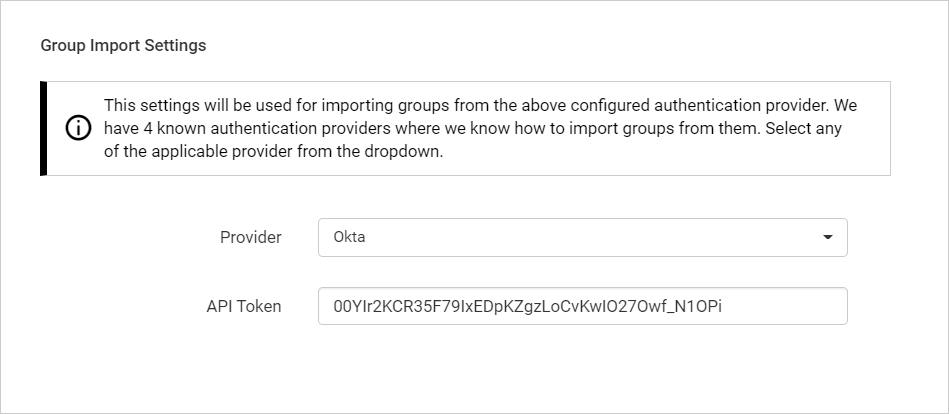 Group Import Settings
This settings will be used for importing groups from the above configured authentication provider. We
have 4 known authentication providers where we know how to import groups from them. Select any
of the applicable provider from the dropdown.
Provider
Okta
API Token
00YIr2KCR35F79IxEDpKZgzLoCvKwIO27Owf_N1OPi